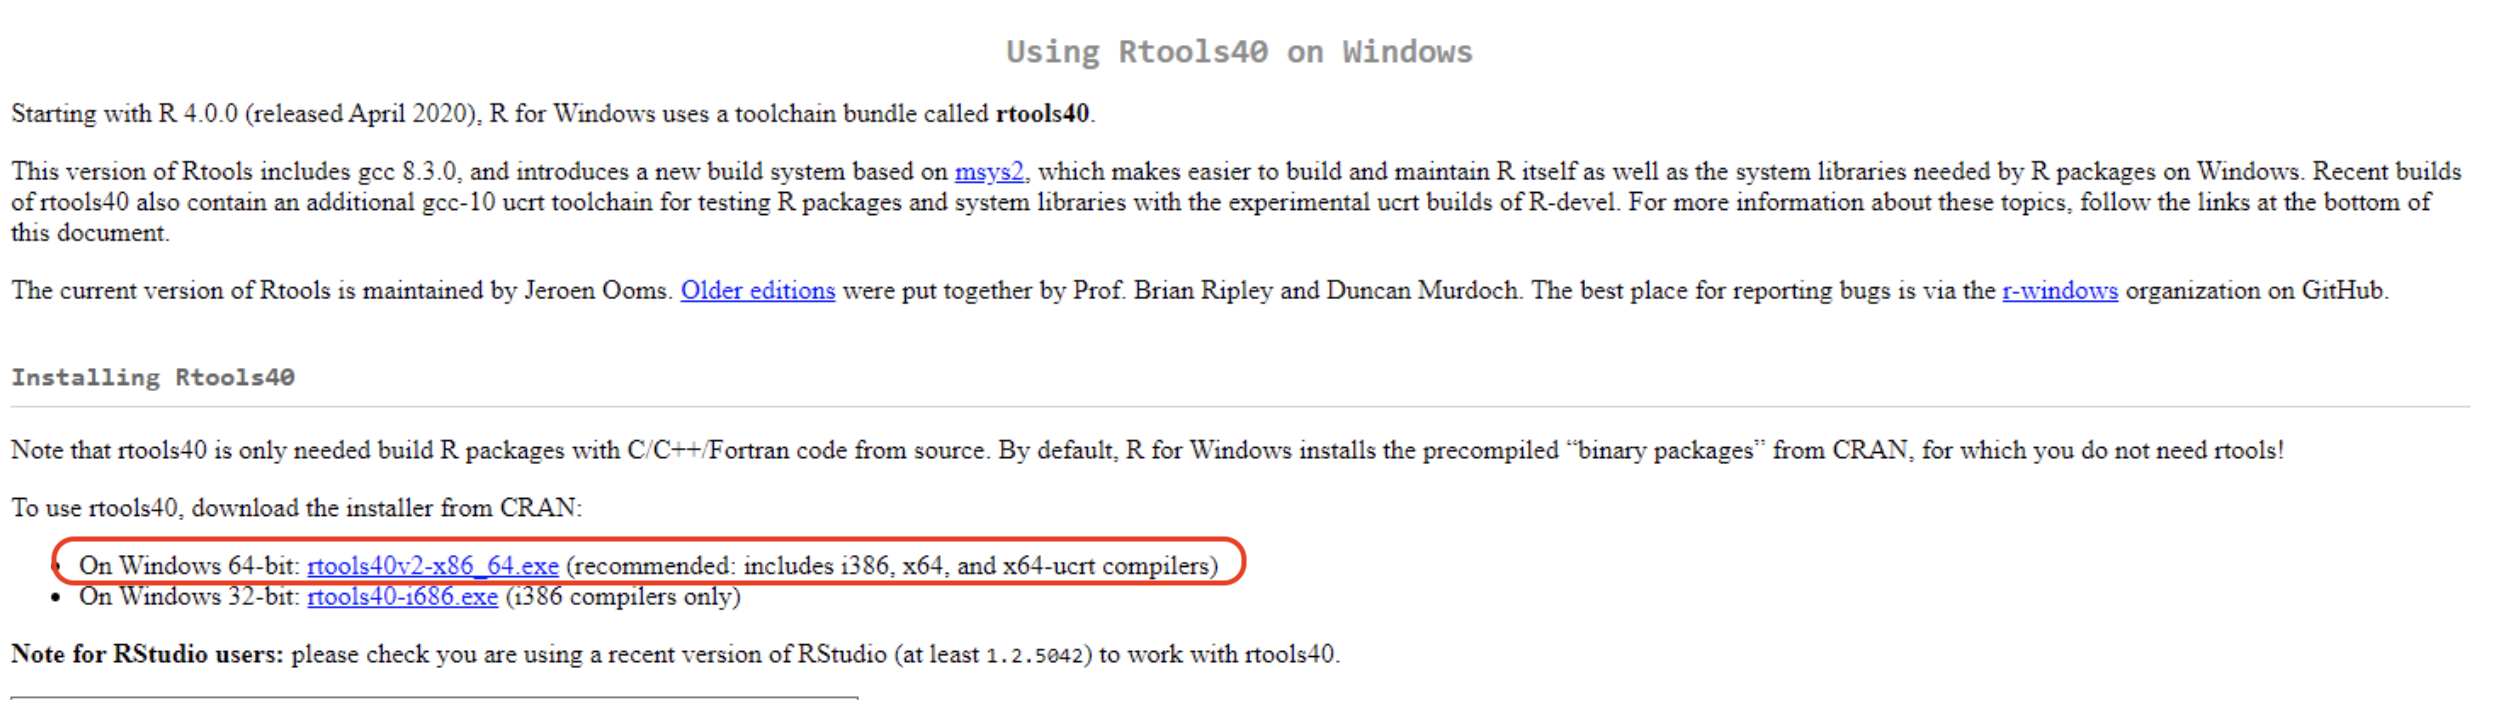 Using Rtools40 on Windows
Starting with R 4.0.0 (released April 2020), R for Windows uses a toolchain bundle called rtools40.
This version of Rtools includes gcc 8.3.0, and introduces a new build system based on msys2, which makes easier to build and maintain R itself as well as the system libraries needed by R packages on Windows. Recent builds
of rtools40 also contain an additional gcc-10 ucrt toolchain for testing R packages and system libraries with the experimental ucrt builds of R-devel. For more information about these topics, follow the links at the bottom of
this document.
The current version of Rtools is maintained by Jeroen Ooms. Older editions were put together by Prof. Brian Ripley and Duncan Murdoch. The best place for reporting bugs is via the r-windows organization on GitHub.
Installing Rtools40
Note that rtools40 is only needed build R packages with C/C++/Fortran code from source. By default, R for Windows installs the precompiled “binary packages” from CRAN, for which you do not need rtools!
To use rtools40, download the installer from CRAN:
• On Windows 64-bit: rtools40v2-x86_64.exe (recommended: includes i386, x64, and x64-ucrt compilers)
• On Windows 32-bit: rtools40-i686.exe (i386 compilers only)
Note for RStudio users: please check you are using a recent version of RStudio (at least 1.2.5042) to work with rtools40.